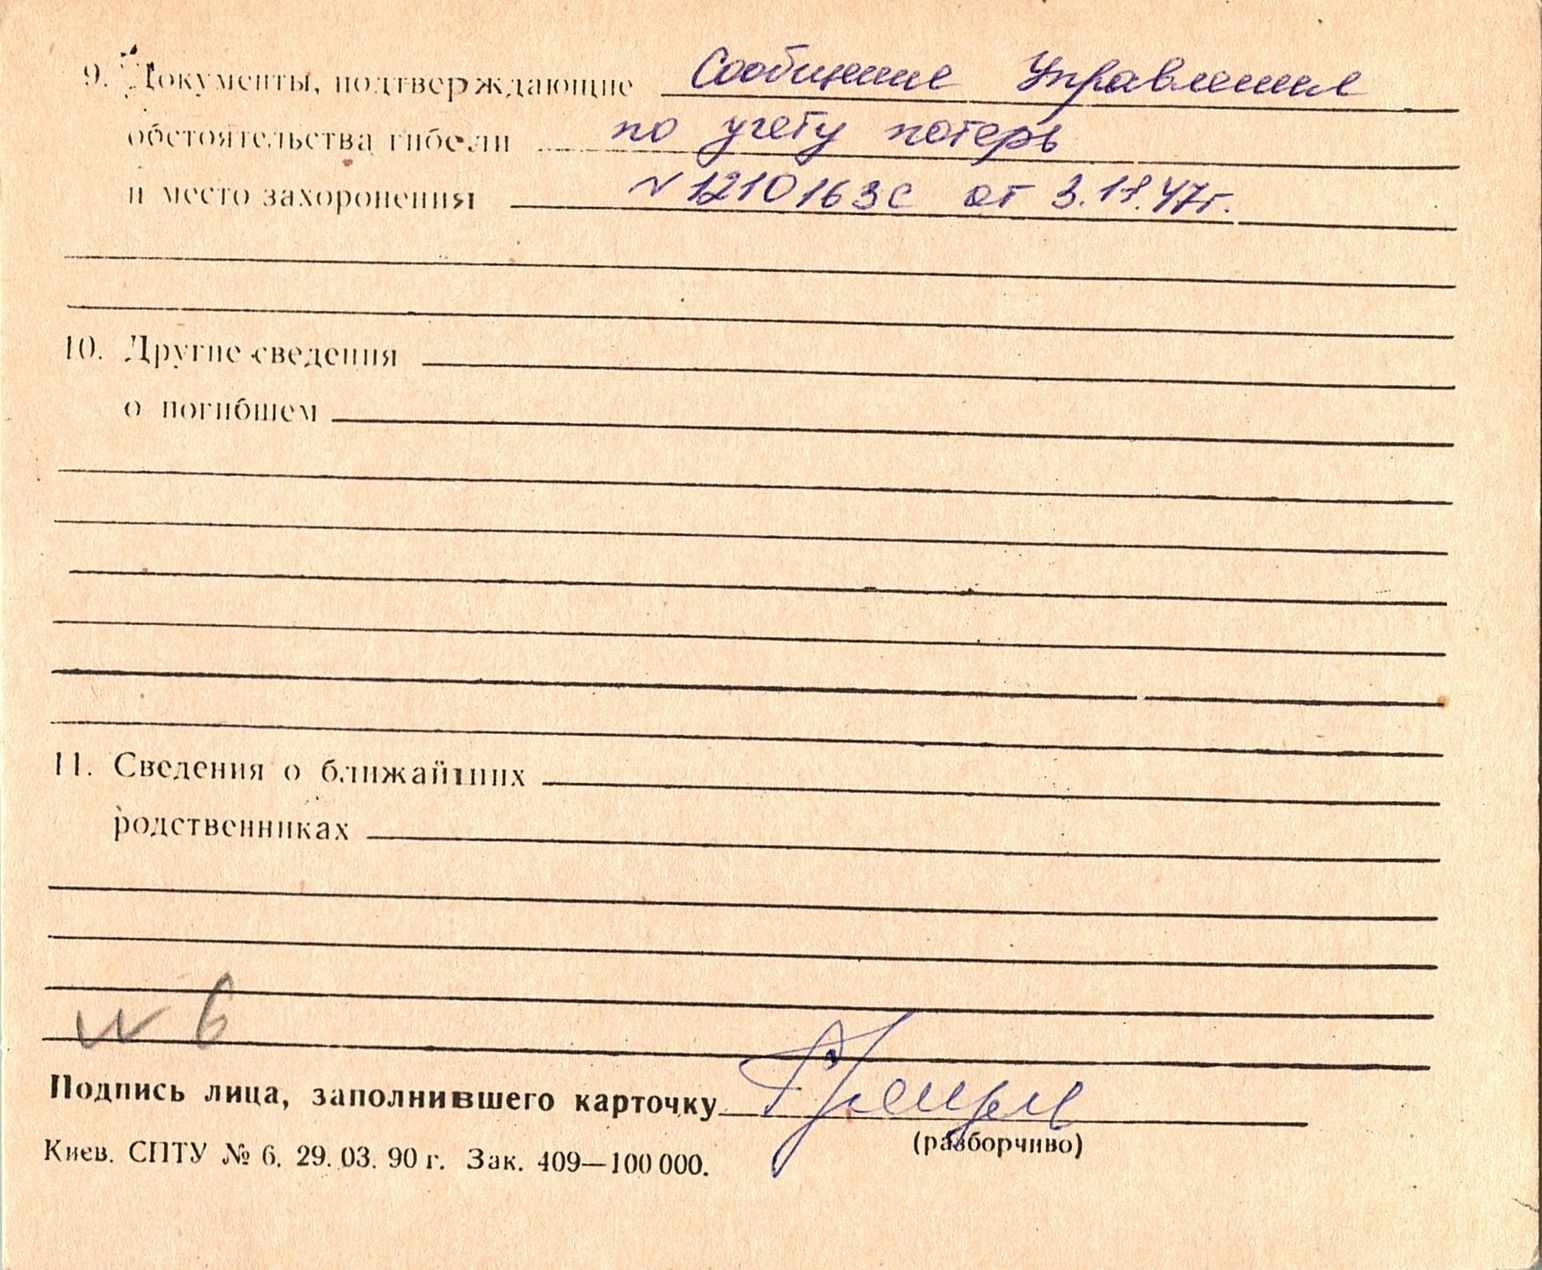 9. Документы, подтверждающие Сообщение Управления
обстоятельства гибели по учету потерь
и место захоронения № 1210163с от 3.11.47г.
10. Другие сведения
о погибшем
11. Сведения о ближайших
родственниках
№ 6
Подпись лица, заполнившего карточку
(разборчиво)
Киев. СПТУ № 6. 29. 03. 90 г. Зак. 409—100 000.